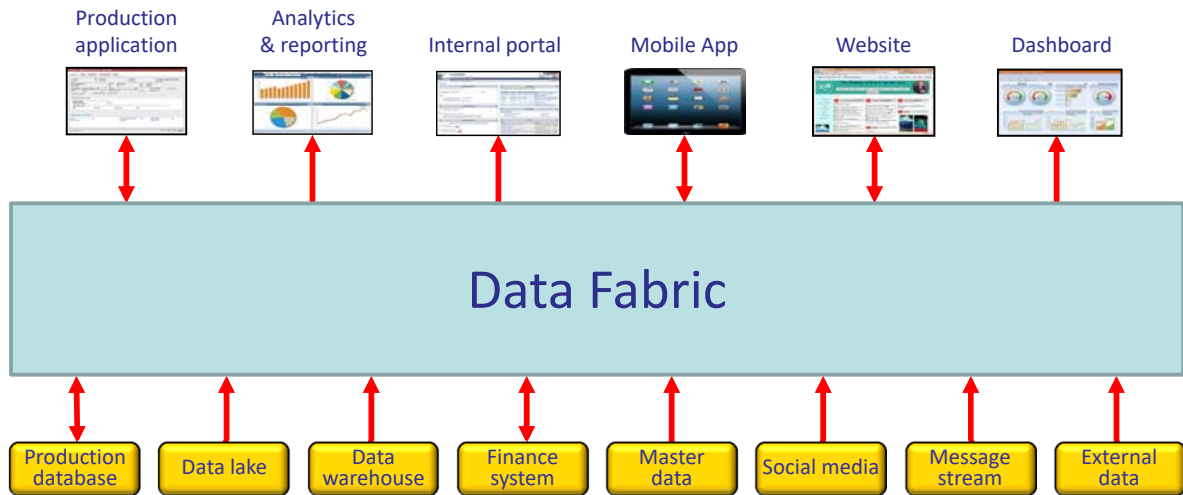 Production
application
Analytics
& reporting
Internal portal
Mobile App
Website
Dashboard
Data Fabric
Production
database
Data lake
Data
warehouse
Finance
system
Master
data
Social media
Message
stream
External
data